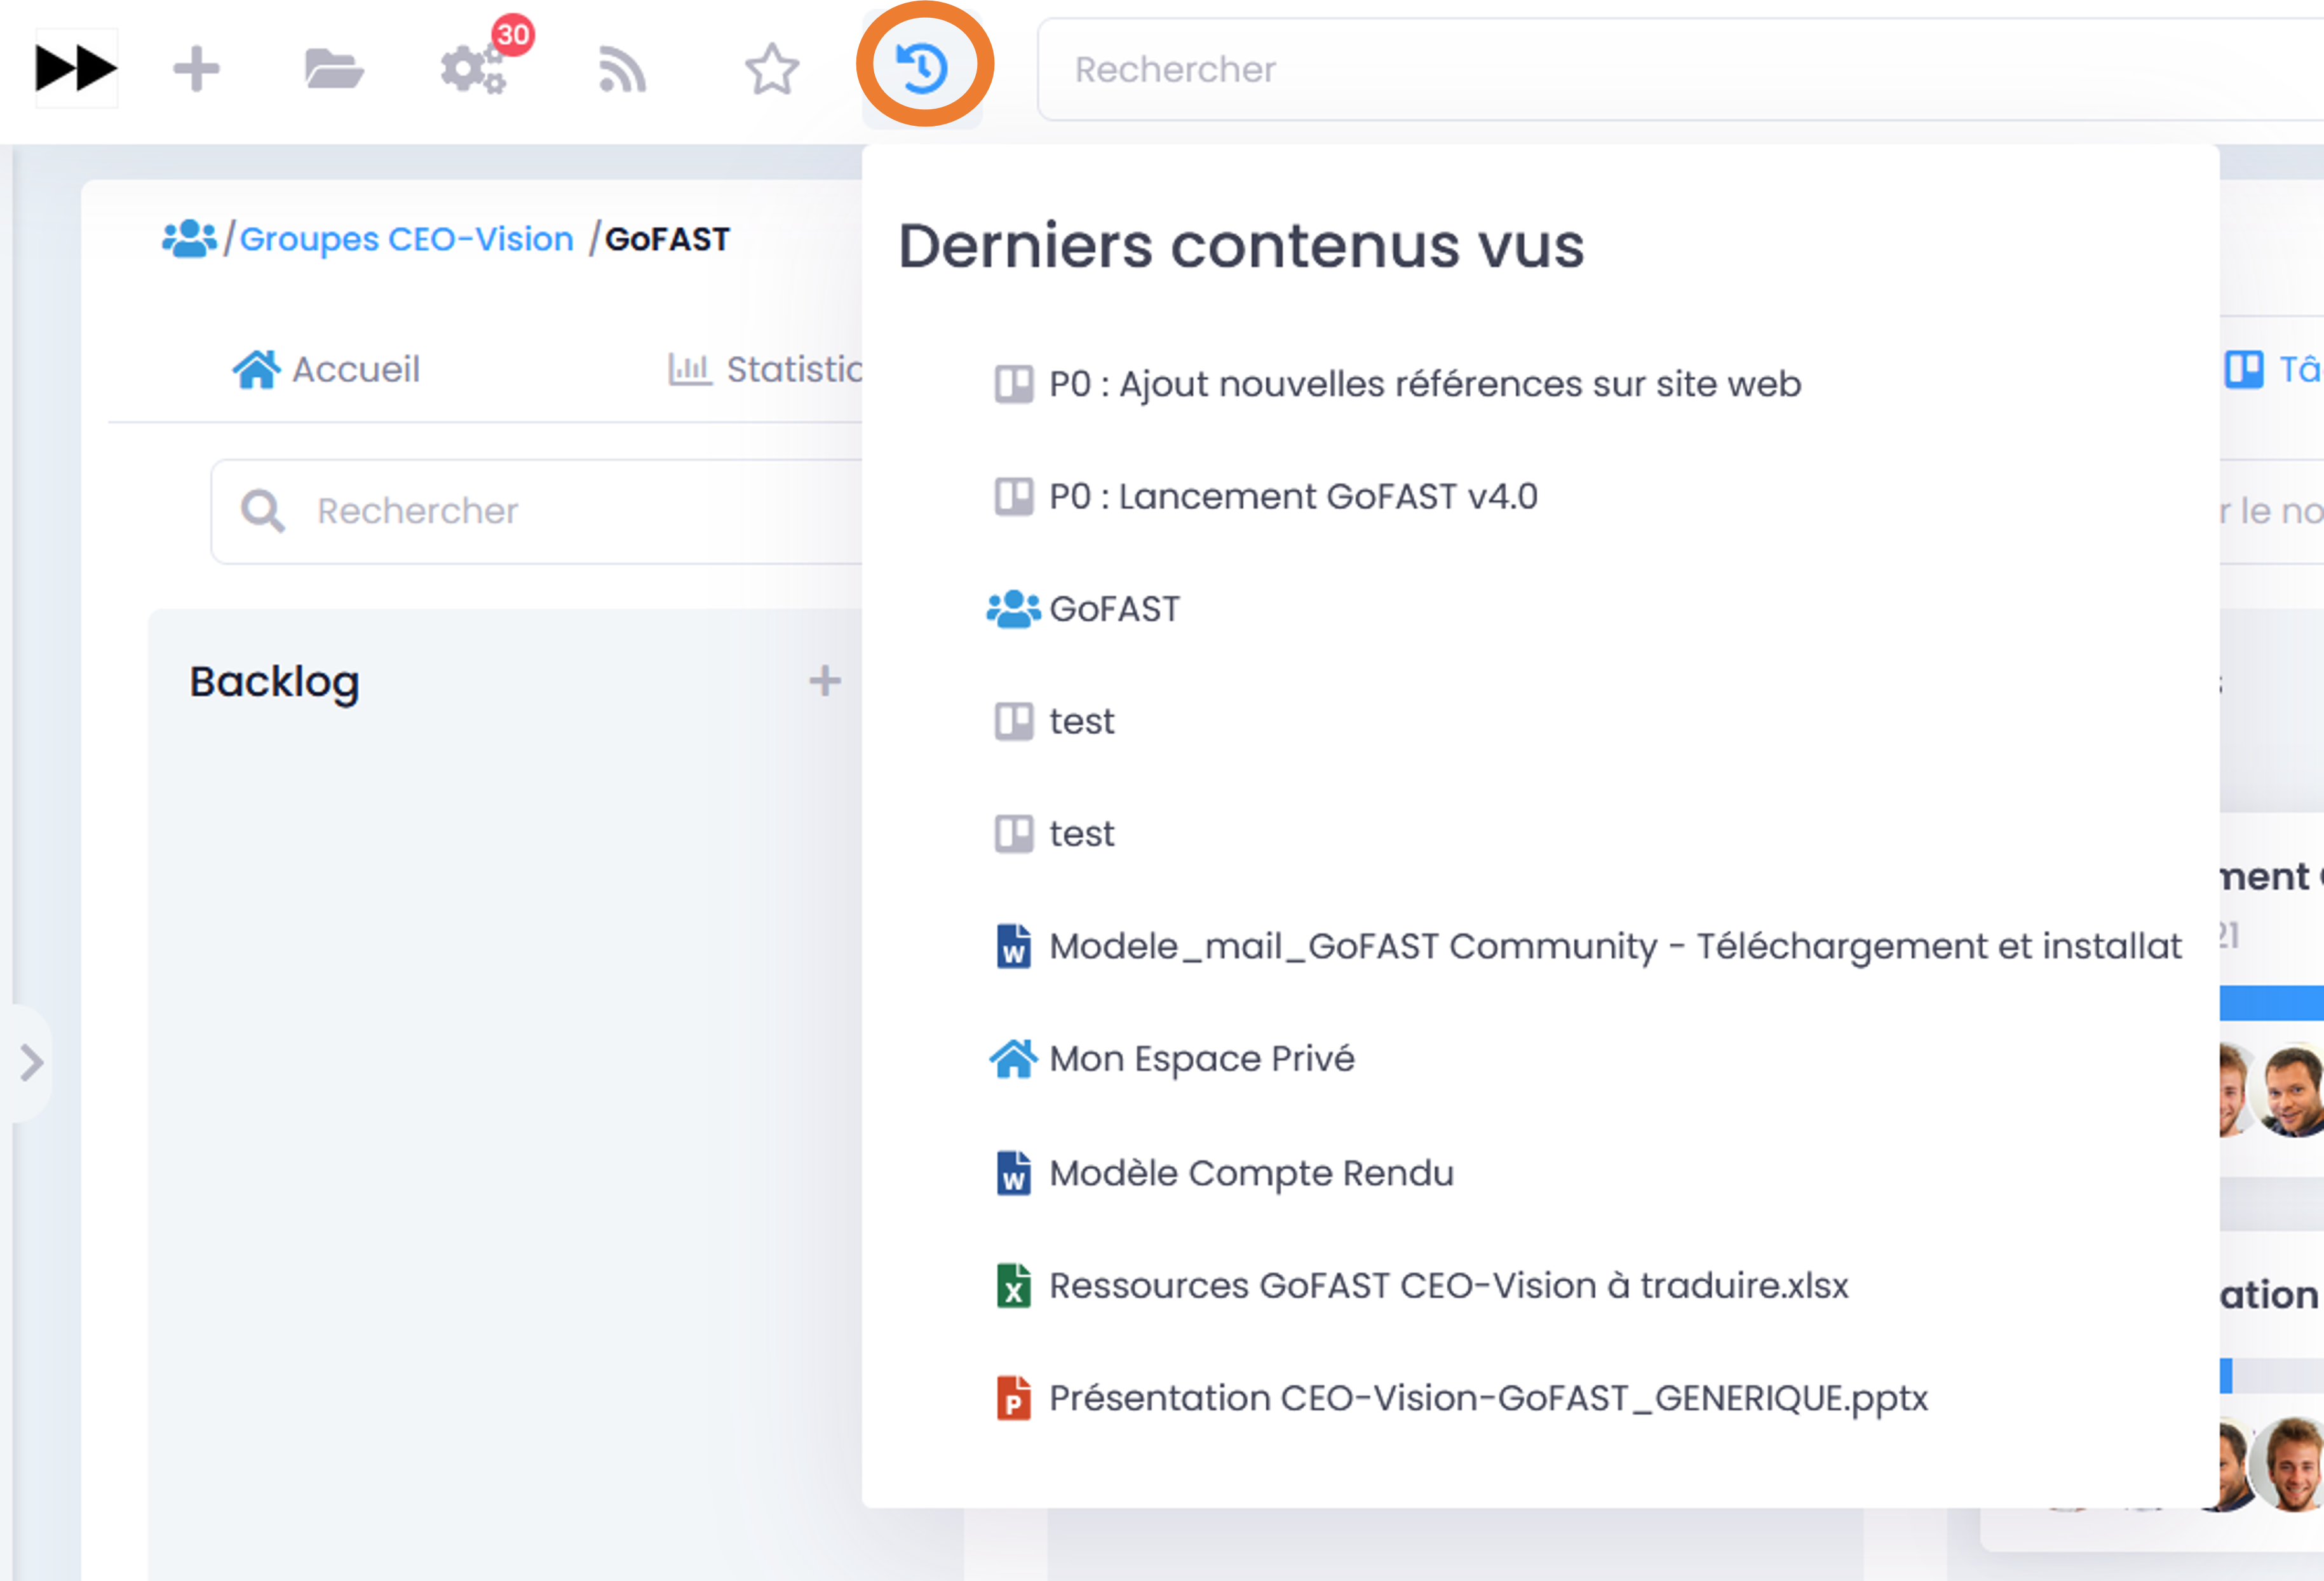 30
Rechercher
/Groupes CEO-Vision /GoFAST
Accueil
Statistic
Tâ
Rechercher
r le no
Backlog
Derniers contenus vus
P0 : Ajout nouvelles références sur site web
P0 : Lancement GoFAST v4.0
GoFAST
test
test
Modele_mail_GoFAST Community - Téléchargement et installat
Mon Espace Privé
Modèle Compte Rendu
Ressources GoFAST CEO-Vision à traduire.xlsx
Présentation CEO-Vision-GoFAST_GENERIQUE.pptx
ment
21
ation